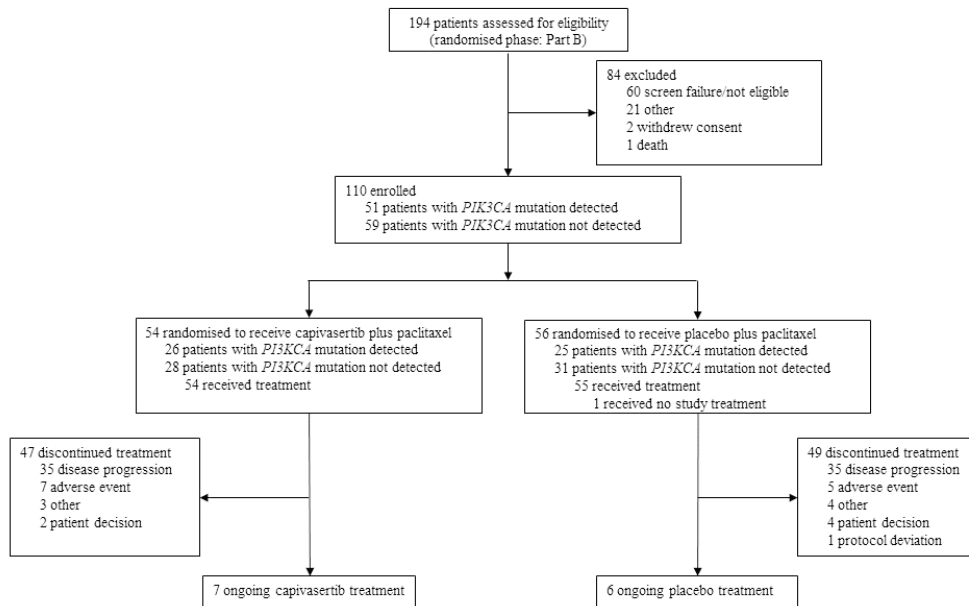 194 patients assessed for eligibility
(randomised phase: Part B)
84 excluded
60 screen failure/not eligible
21 other
2 withdrew consent
1 death
110 enrolled
51 patients with PIK3CA mutation detected
59 patients with PIK3CA mutation not detected
54 randomised to receive capivasertib plus paclitaxel
26 patients with PI3KCA mutation detected
28 patients with PI3KCA mutation not detected
54 received treatment
56 randomised to receive placebo plus paclitaxel
25 patients with PI3KCA mutation detected
31 patients with PI3KCA mutation not detected
55 received treatment
1 received no study treatment
47 discontinued treatment
35 disease progression
7 adverse event
3 other
2 patient decision
49 discontinued treatment
35 disease progression
5 adverse event
4 other
4 patient decision
1 protocol deviation
7 ongoing capivasertib treatment
6 ongoing placebo treatment